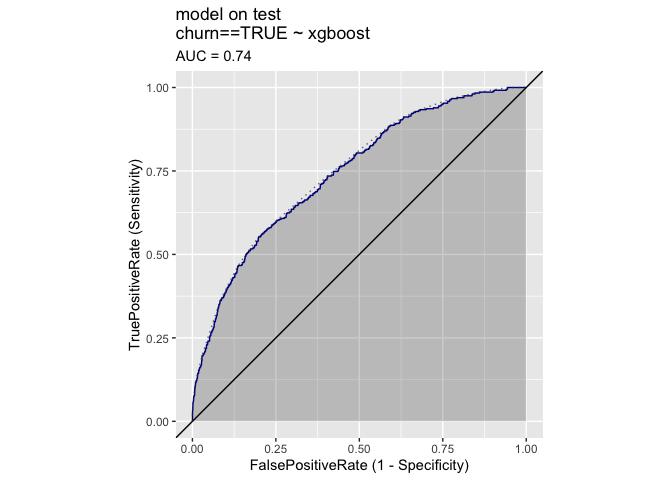 model on test
churn==TRUE ~ xgboost
AUC = 0.74
1.00
0.75
0.50
0.25
0.00
TruePositiveRate (Sensitivity)
0.00 0.25 0.50 0.75 1.00
FalsePositiveRate (1 - Specificity)